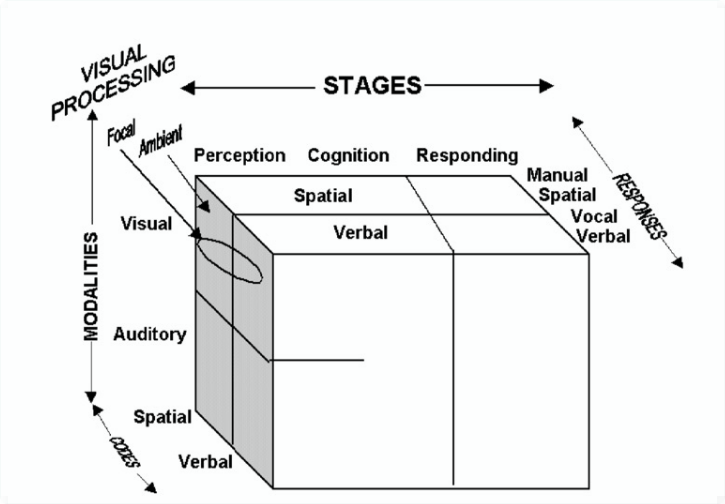 VISUAL
PROCESSING
STAGES
Focal
Ambient
Perception Cognition Responding
Manual
Spatial
Spatial
Vocal
Verbal
Verbal
RESPONSES
Visual
MODALITIES
Auditory
Spatial
Verbal
CODES